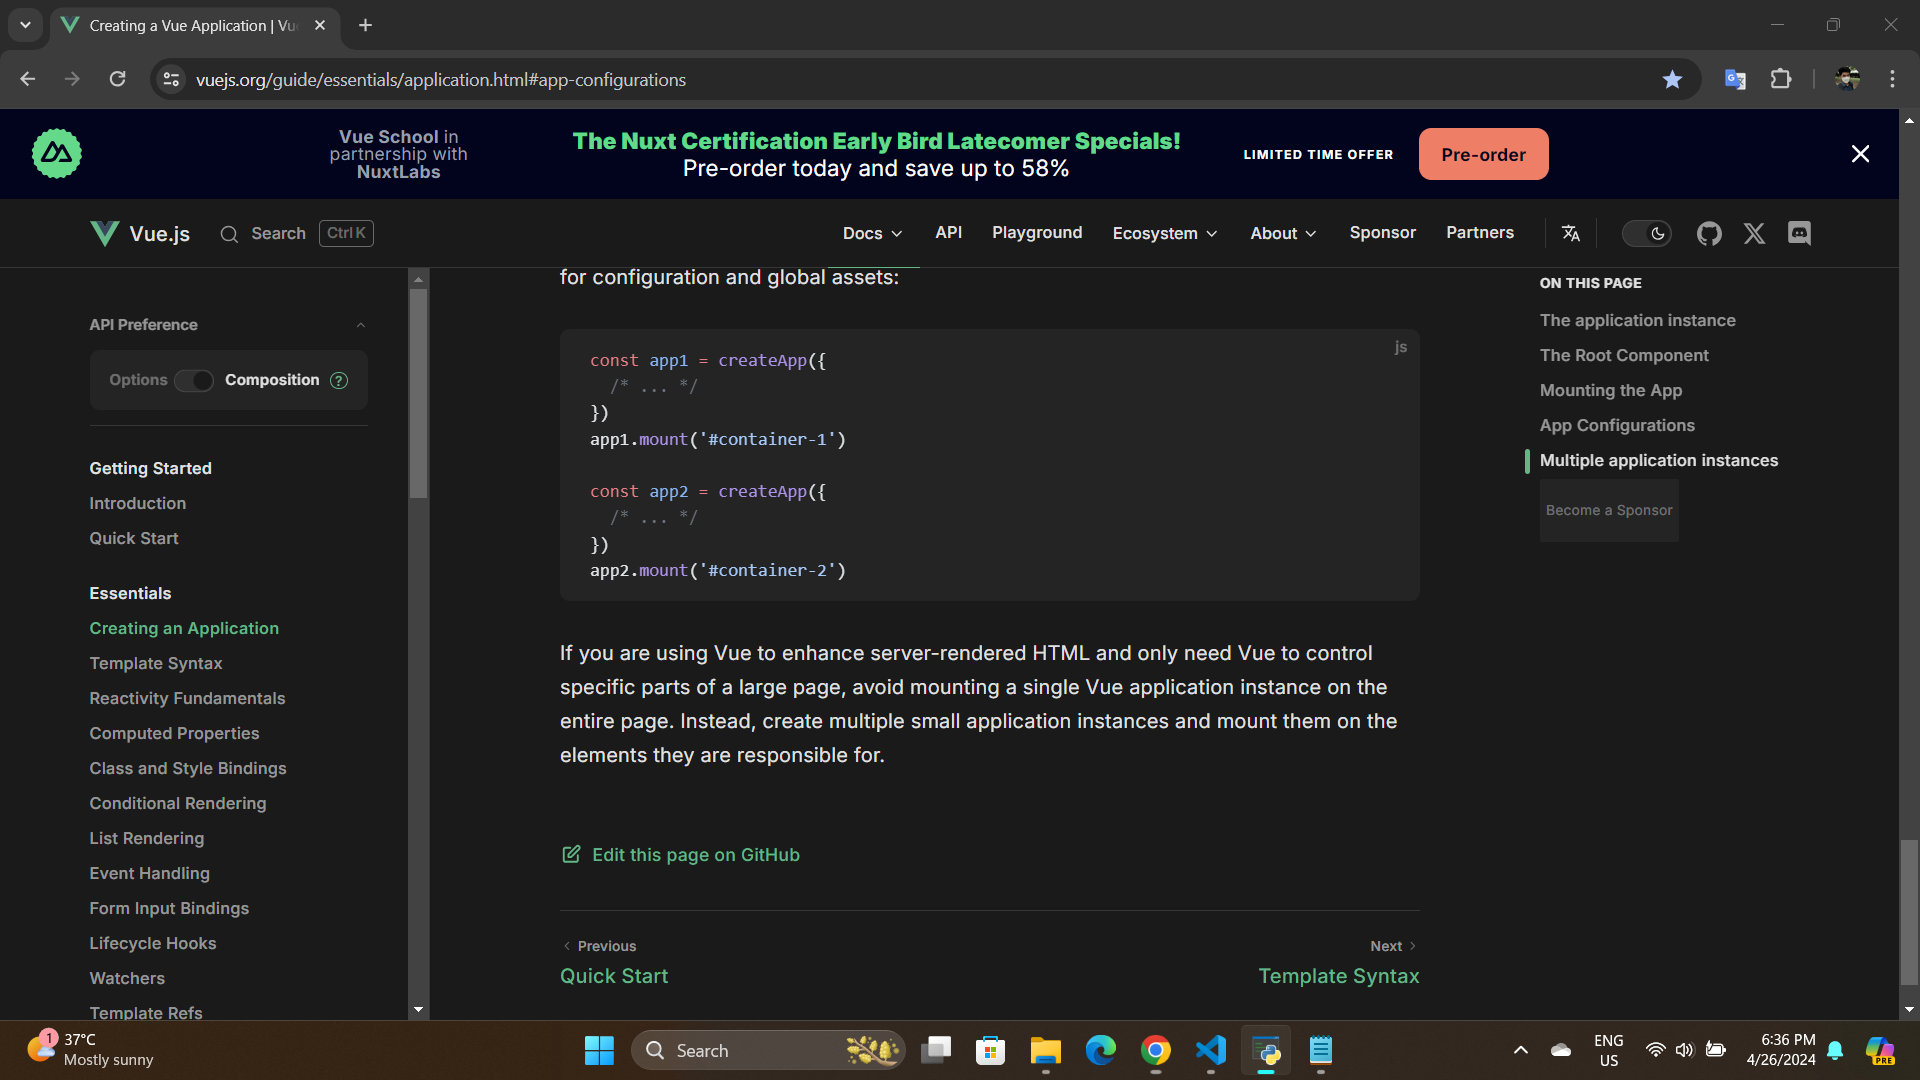 Creating a Vue Application | Vu
vuejs.org/guide/essentials/application.html#app-configurations
Vue School in
partnership with
NuxtLabs
The Nuxt Certification Early Bird Latecomer Specials!
Pre-order today and save up to 58%
LIMITED TIME OFFER
Pre-order
Vue.js
Search
Ctrl K
Docs
API
Playground
Ecosystem
About
Sponsor
Partners
API Preference
Options
Composition
?
Getting Started
Introduction
Quick Start
Essentials
Creating an Application
Template Syntax
Reactivity Fundamentals
Computed Properties
Class and Style Bindings
Conditional Rendering
List Rendering
Event Handling
Form Input Bindings
Lifecycle Hooks
Watchers
Template Refs
for configuration and global assets:
js
const app1 = createApp({
/* ... */
})
app1.mount('#container-1')
const app2 = createApp({
/* ... */
})
app2.mount('#container-2')
If you are using Vue to enhance server-rendered HTML and only need Vue to control
specific parts of a large page, avoid mounting a single Vue application instance on the
entire page. Instead, create multiple small application instances and mount them on the
elements they are responsible for.
Edit this page on GitHub
Previous
Quick Start
Next
Template Syntax
ON THIS PAGE
The application instance
The Root Component
Mounting the App
App Configurations
Multiple application instances
Become a Sponsor
1
37°C
Mostly sunny
Search
ENG
US
6:36 PM
4/26/2024
PRE